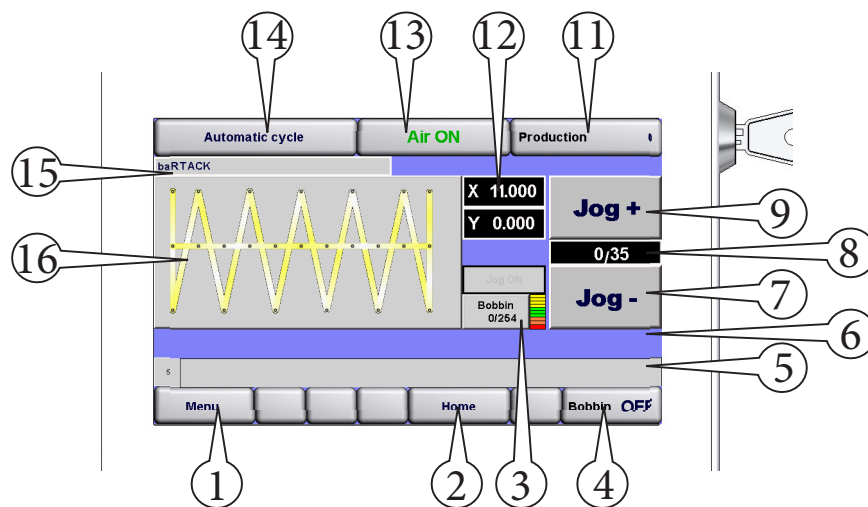 14 13 12 11
Automatic cycle Air ON Production
baRTACK
15
X 11.000
Y 0.000
Jog +
9
0/35
8
16
Jog ON
Jog -
7
Bobbin
0/254
6
5
5
Menu Home Bobbin OFF
1 2 3 4